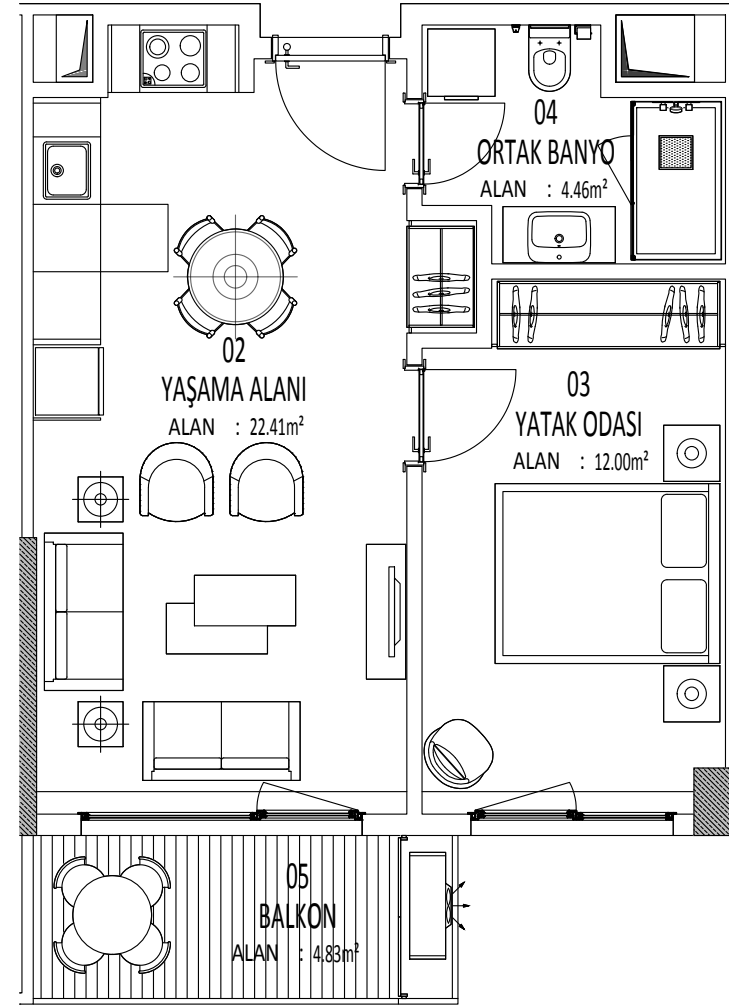 04
ORTAK BANYO
ALAN : 4.46m²
02
YAŞAMA ALANI
ALAN : 22.41m²
03
YATAK ODASI
ALAN : 12.00m²
05
BALKON
ALAN : 4.83m²